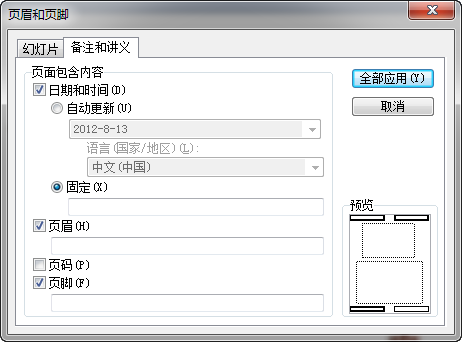 页眉和页脚
幻灯片 备注和讲义
页面包含内容
日期和时间(D)
自动更新(U)
2012-8-13
语言(国家/地区)(L):
中文(中国)
固定(X)
页眉(H)
页码(P)
页脚(F)
全部应用(Y)
取消
预览